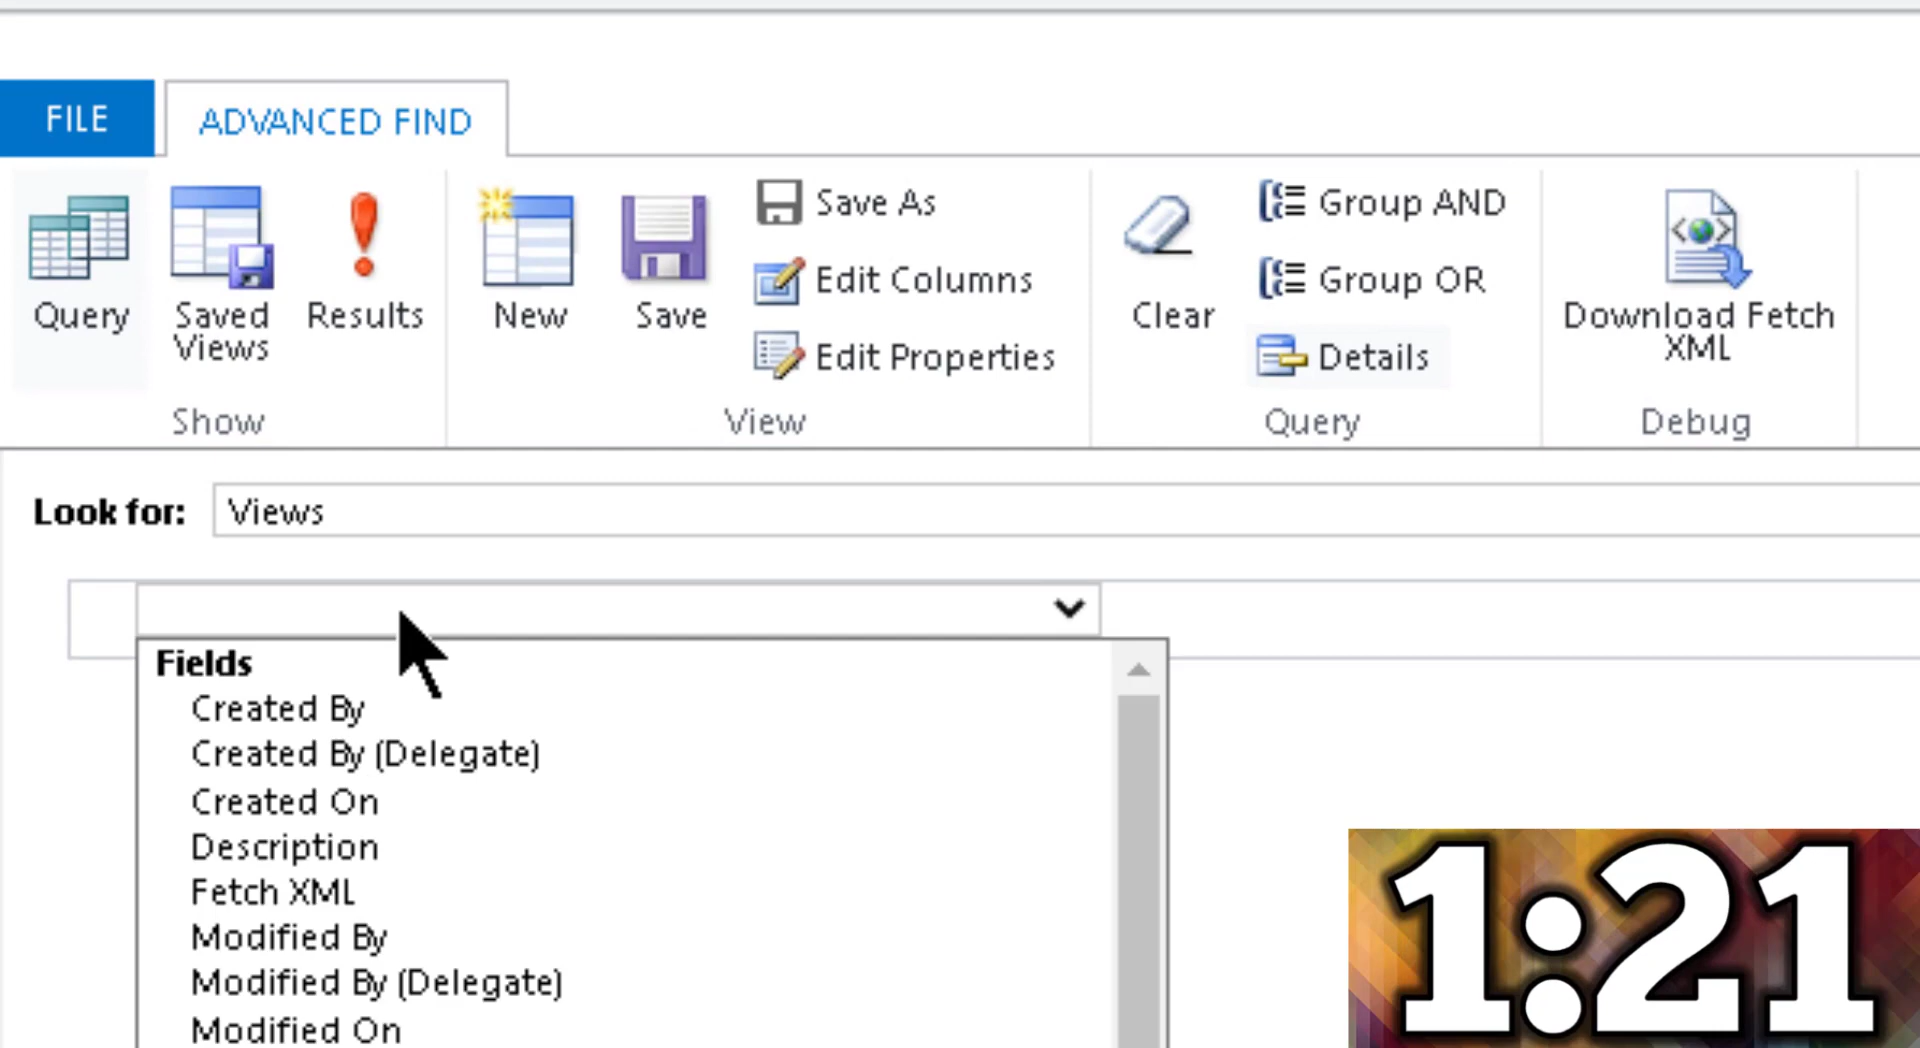 FILE
ADVANCED FIND
Query
Saved
Views
Results
Show
New
Save
Save As
Edit Columns
Edit Properties
View
Clear
Group AND
Group OR
Details
Query
Download Fetch
XML
Debug
Look for:
Views
Fields
Created By
Created By (Delegate)
Created On
Description
Fetch XML
Modified By
Modified By (Delegate)
Modified On
1:21